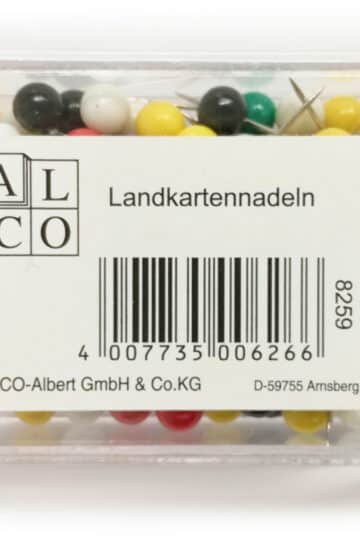 AL
CO
Landkartennadeln
8259
4 007735 006266
CO-Albert GmbH & Co.KG
D-59755 Arnsberg